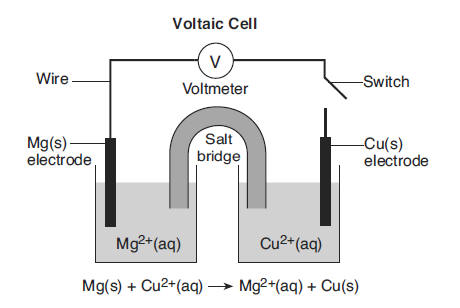 Voltaic Cell
V
Wire
Voltmeter
Switch
Mg(s)
electrode
Salt
bridge
Cu(s)
electrode
Mg²⁺(aq)
Cu²⁺(aq)
Mg(s) + Cu²⁺(aq) → Mg²⁺(aq) + Cu(s)